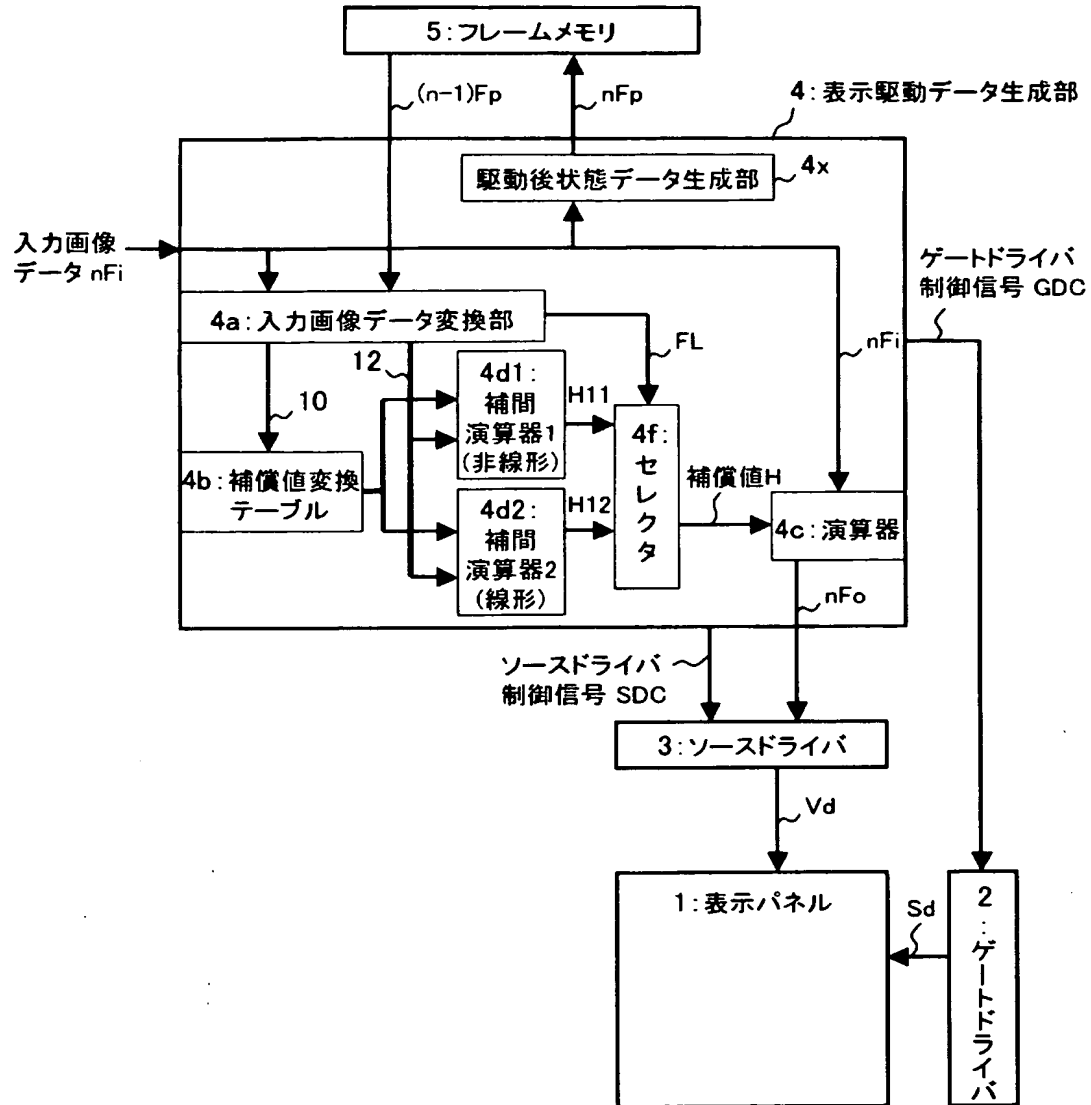 5:フレームメモリ
(n-1)Fp
nFp
4:表示駆動データ生成部
駆動後状態データ生成部
4x
入力画像
データ nFi
ゲートドライバ
制御信号 GDC
4a:入力画像データ変換部
FL
nFi
12
10
4d1:
補間
演算器1
(非線形)
H11
4f:
セレクタ
4b:補償値変換
テーブル
4d2:
補間
演算器2
(線形)
H12
補償値H
4c:演算器
nFo
ソースドライバ
制御信号 SDC
3:ソースドライバ
Vd
1:表示パネル
Sd
2
:ゲートドライバ